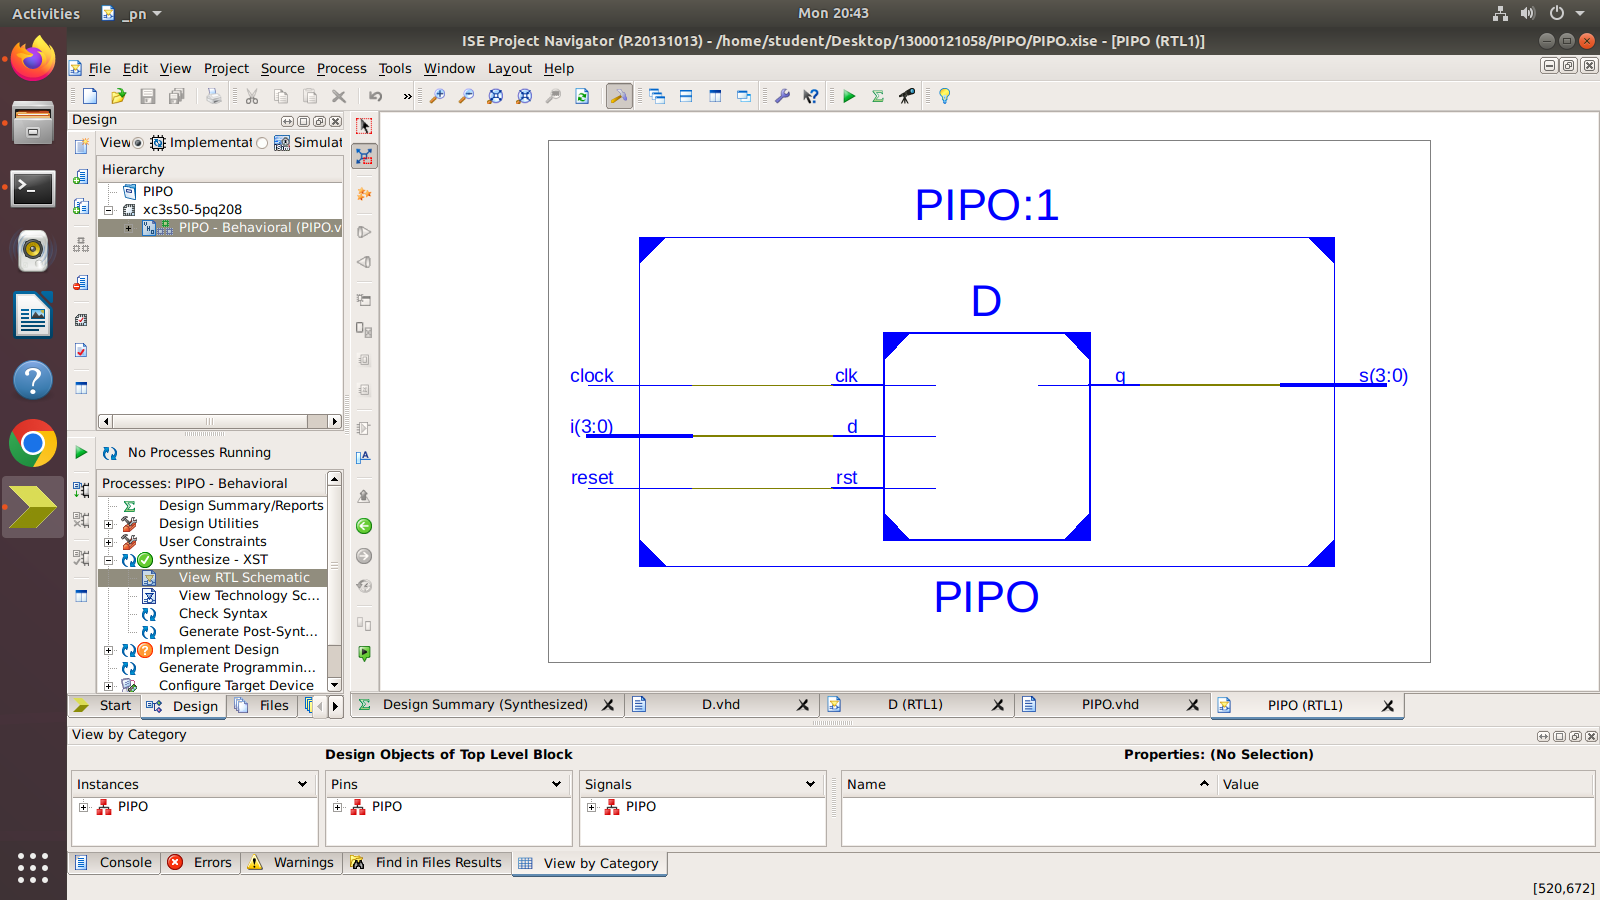 Activities
_pn
Mon 20:43
ISE Project Navigator (P.20131013) - /home/student/Desktop/13000121058/PIPO/PIPO.xise - [PIPO (RTL1)]
File Edit View Project Source Process Tools Window Layout Help
»
Design
View Implementat Simulat
Hierarchy
PIPO
xc3s50-5pq208
PIPO - Behavioral (PIPO.v
No Processes Running
Processes: PIPO - Behavioral
Design Summary/Reports
Design Utilities
User Constraints
Synthesize - XST
View RTL Schematic
View Technology Sc...
Check Syntax
Generate Post-Synt...
Implement Design
Generate Programmin...
Configure Target Device
Start Design Files
PIPO:1
D
clock clk q s(3:0)
i(3:0) d
reset rst
PIPO
Design Summary (Synthesized) D.vhd D (RTL1) PIPO.vhd PIPO (RTL1)
View by Category
Design Objects of Top Level Block Properties: (No Selection)
Instances Pins Signals Name Value
PIPO PIPO PIPO
Console Errors Warnings Find in Files Results View by Category
[520,672]